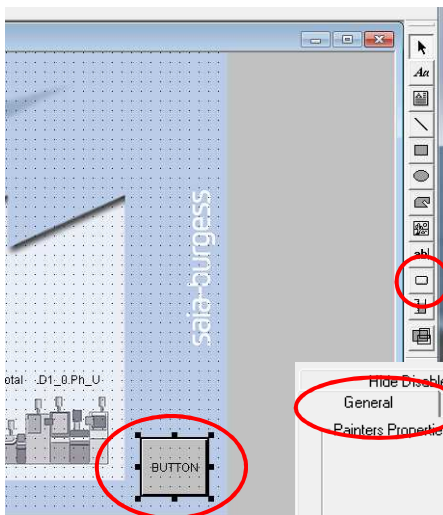 Aa
saia-burgess
abl
otal .D1_0.Ph_U
Hide Disable
General
Painters Propertie
BUTTON